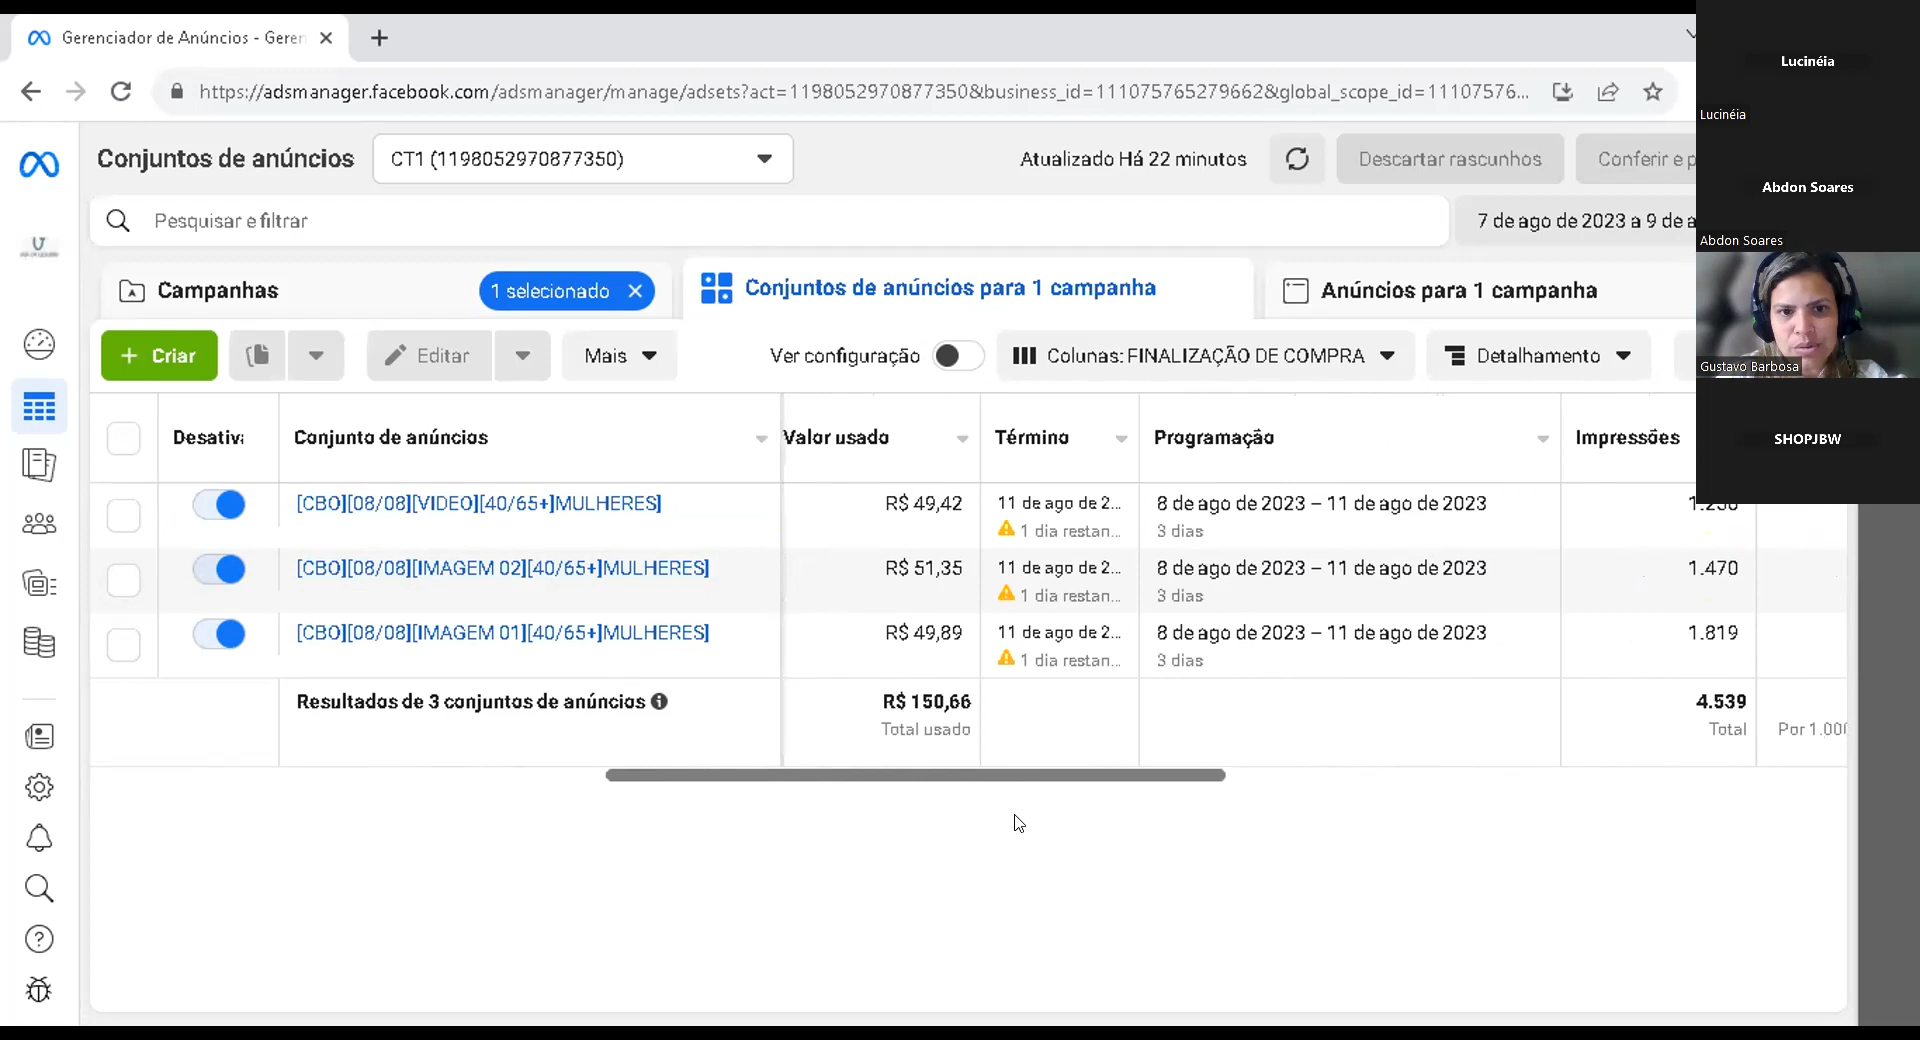 Gerenciador de Anúncios - Geren
https://adsmanager.facebook.com/adsmanager/manage/adsets?act=1198052970877350&business_id=111075765279662&global_scope_id=11107576...
Conjuntos de anúncios
CT1 (1198052970877350)
Atualizado Há 22 minutos
Descartar rascunhos
Conferir e p
Pesquisar e filtrar
7 de ago de 2023 a 9 de a
Campanhas
1 selecionado
Conjuntos de anúncios para 1 campanha
Anúncios para 1 campanha
+ Criar
Editar
Mais
Ver configuração
Colunas: FINALIZAÇÃO DE COMPRA
Detalhamento
Desativ
Conjunto de anúncios
Valor usado
Término
Programação
Impressões
[CBO][08/08][VIDEO][40/65+]MULHERES]
R$ 49,42
11 de ago de 2...
1 dia restan...
8 de ago de 2023 – 11 de ago de 2023
3 dias
[CBO][08/08][IMAGEM 02][40/65+]MULHERES]
R$ 51,35
11 de ago de 2...
1 dia restan...
8 de ago de 2023 – 11 de ago de 2023
3 dias
1.470
[CBO][08/08][IMAGEM 01][40/65+]MULHERES]
R$ 49,89
11 de ago de 2...
1 dia restan...
8 de ago de 2023 – 11 de ago de 2023
3 dias
1.819
Resultados de 3 conjuntos de anúncios
R$ 150,66
Total usado
4.539
Total
Por 1.000
Lucinéia
Lucinéia
Abdon Soares
Abdon Soares
Gustavo Barbosa
SHOPJBW